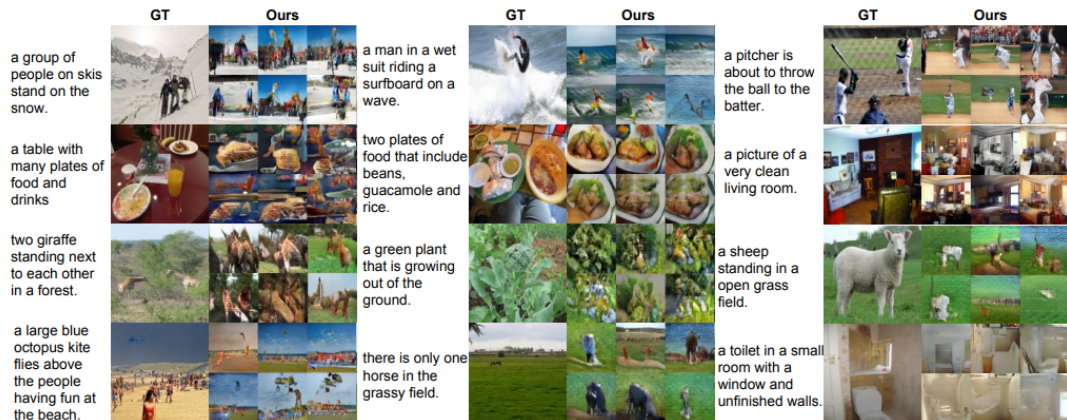 GT
Ours
GT
Ours
GT
Ours
a group of
people on skis
stand on the
snow.
a man in a wet
suit riding a
surfboard on a
wave.
a pitcher is
about to throw
the ball to the
batter.
a table with
many plates of
food and
drinks
two plates of
food that include
beans,
guacamole and
rice.
a picture of a
very clean
living room.
two giraffe
standing next
to each other
in a forest.
a green plant
that is growing
out of the
ground.
a sheep
standing in a
open grass
field.
a large blue
octopus kite
flies above
the people
having fun at
the beach.
there is only one
horse in the
grassy field.
a toilet in a small
room with a
window and
unfinished walls.